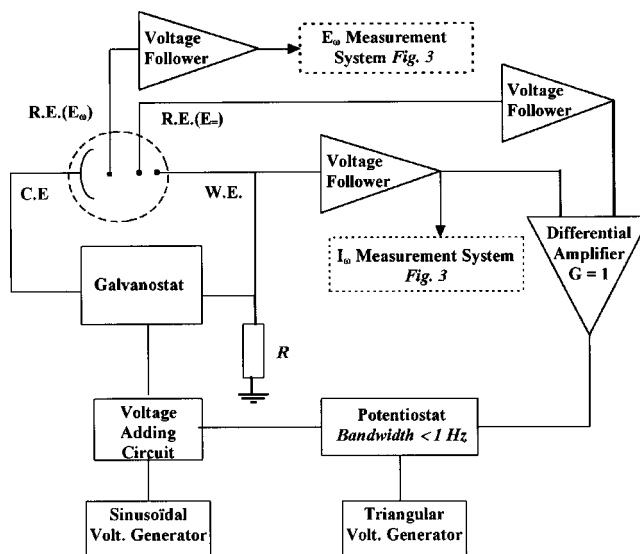 Voltage
Follower
E_ω Measurement
System Fig. 3
R.E.(E_ω)
R.E.(E_=)
Voltage
Follower
Voltage
Follower
C.E
W.E.
Differential
Amplifier
G = 1
I_ω Measurement System
Fig. 3
Galvanostat
R
Voltage
Adding
Circuit
Potentiostat
Bandwidth < 1 Hz
Sinusoïdal
Volt. Generator
Triangular
Volt. Generator